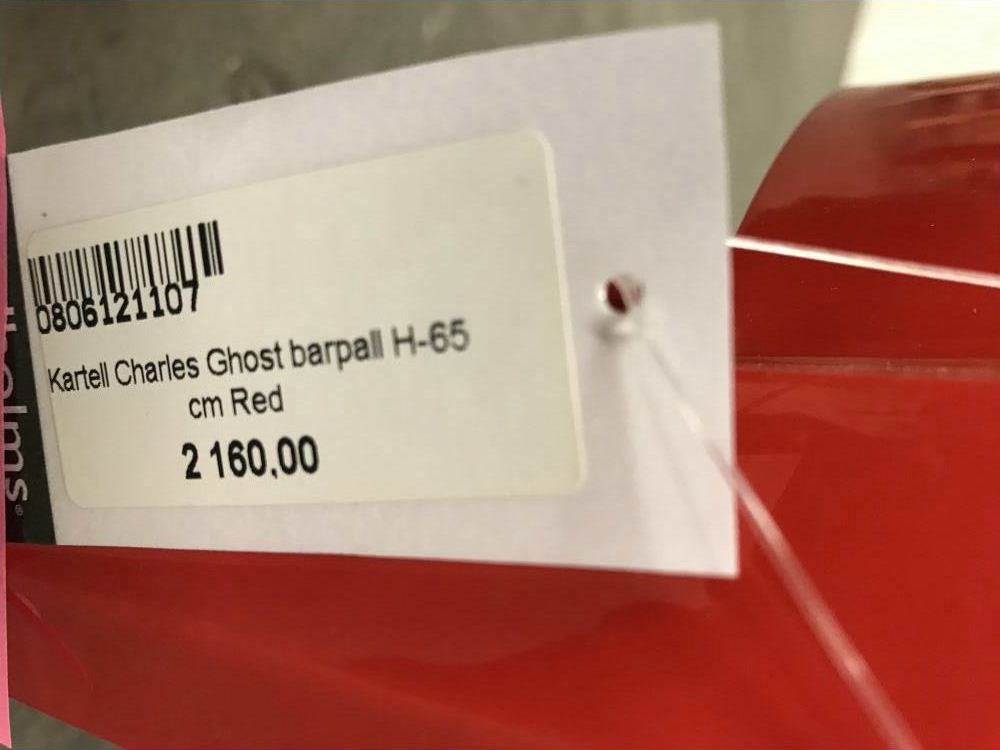 0806121107
Kartell Charles Ghost barpall H-65
cm Red
2 160,00